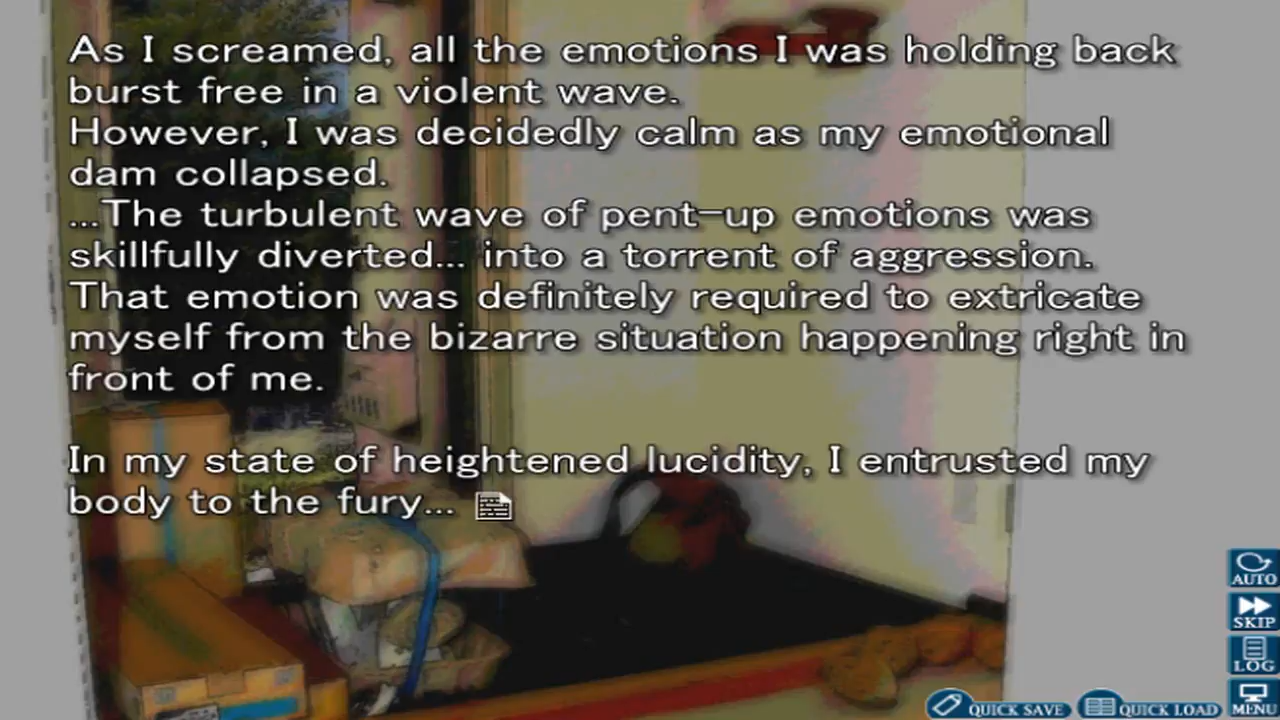 As I screamed, all the emotions I was holding back
burst free in a violent wave.
However, I was decidedly calm as my emotional
dam collapsed.
...The turbulent wave of pent-up emotions was
skillfully diverted... into a torrent of aggression.
That emotion was definitely required to extricate
myself from the bizarre situation happening right in
front of me.
In my state of heightened lucidity, I entrusted my
body to the fury...
AUTO
SKIP
LOG
MENU
QUICK SAVE
QUICK LOAD